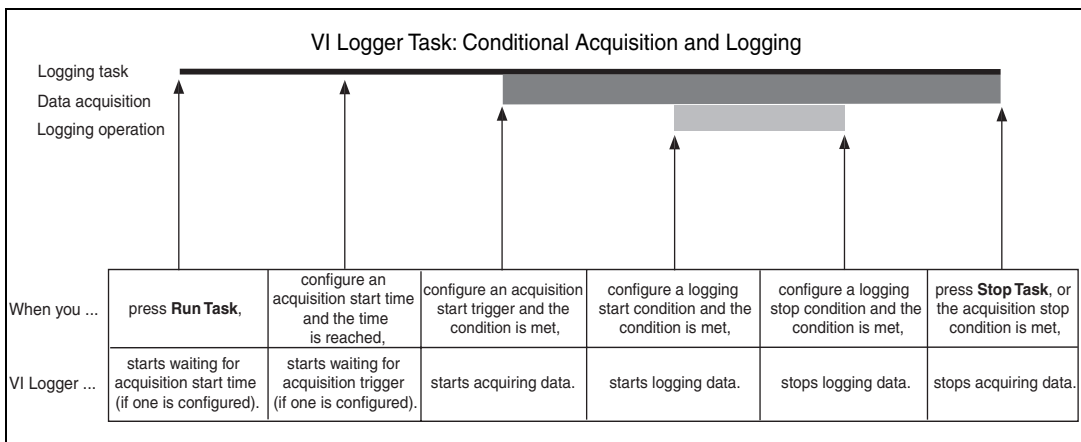 VI Logger Task: Conditional Acquisition and Logging
Logging task
Data acquisition
Logging operation
When you ...
press Run Task,
configure an
acquisition start time
and the time
is reached,
configure an acquisition
start trigger and the
condition is met,
configure a logging
start condition and the
condition is met,
configure a logging
stop condition and the
condition is met,
press Stop Task, or
the acquisition stop
condition is met,
VI Logger ...
starts waiting for
acquisition start time
(if one is configured).
starts waiting for
acquisition trigger
(if one is configured).
starts acquiring data.
starts logging data.
stops logging data.
stops acquiring data.